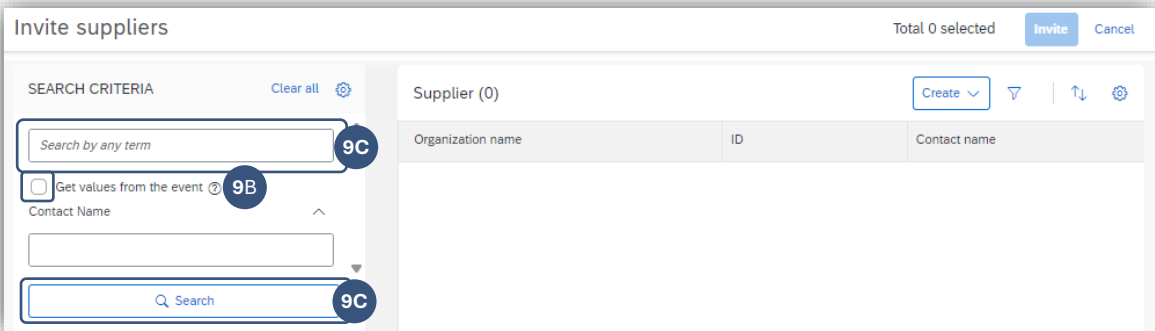 Invite suppliers
Total 0 selected
Invite
Cancel
SEARCH CRITERIA
Clear all
Search by any term
9C
Get values from the event
9B
Contact Name
Search
9C
Supplier (0)
Create
Organization name
ID
Contact name